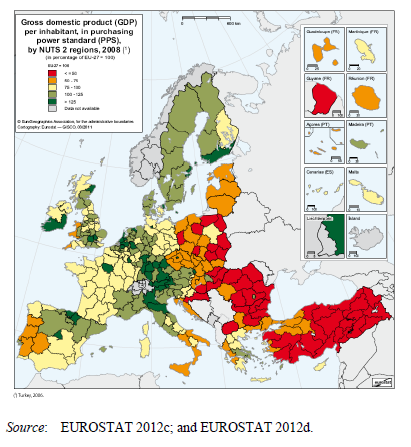 Gross domestic product (GDP)
per inhabitant, in purchasing
power standard (PPS),
by NUTS 2 regions, 2008 (¹)
(in percentage of EU-27 = 100)
EU-27 = 100
<= 50
50 - 75
75 - 100
100 - 125
> 125
Data not available
© EuroGeographics Association, for the administrative boundaries
Cartography: Eurostat — GISCO, 03/2011
0
600 km
Guadeloupe (FR)
Martinique (FR)
Guyane (FR)
Réunion (FR)
Açores (PT)
Madeira (PT)
Canarias (ES)
Malta
Liechtenstein
Ísland
eurostat
(¹) Turkey, 2006.
Source: EUROSTAT 2012c; and EUROSTAT 2012d.